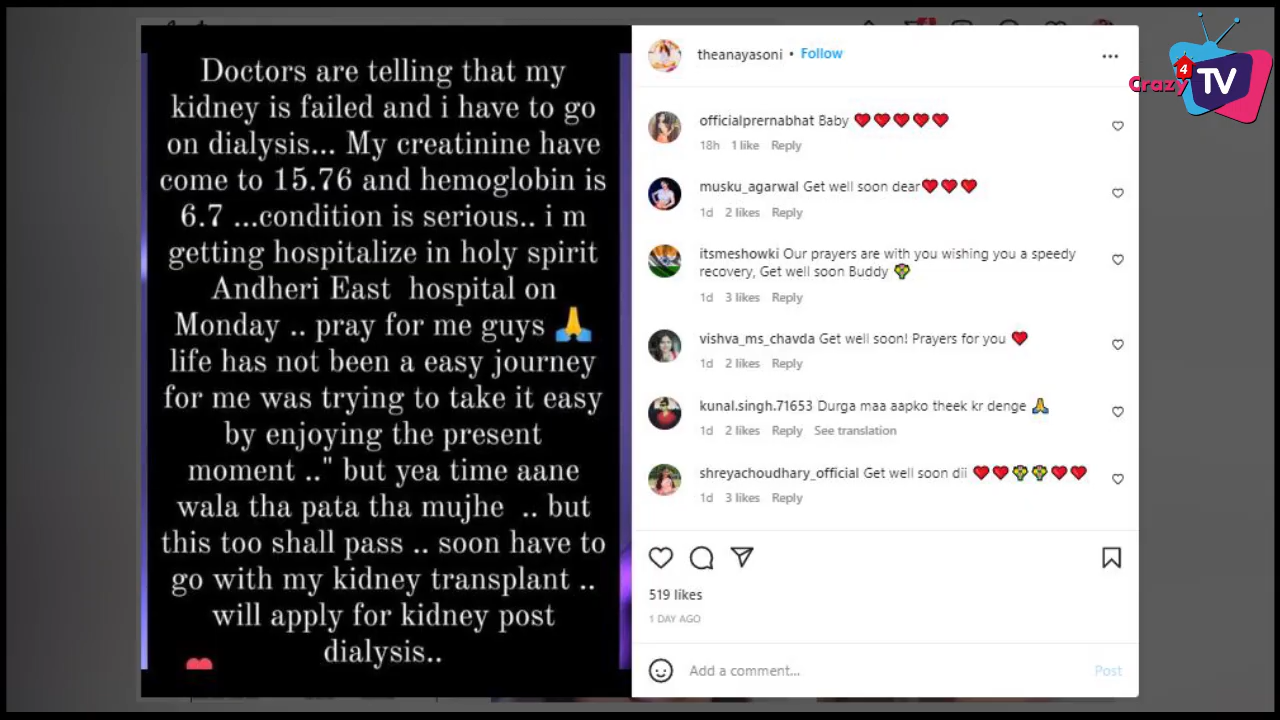 Doctors are telling that my
kidney is failed and i have to go
on dialysis... My creatinine have
come to 15.76 and hemoglobin is
6.7 ...condition is serious.. i m
getting hospitalize in holy spirit
Andheri East hospital on
Monday .. pray for me guys 🙏
life has not been a easy journey
for me was trying to take it easy
by enjoying the present
moment .." but yea time aane
wala tha pata tha mujhe .. but
this too shall pass .. soon have to
go with my kidney transplant ..
will apply for kidney post
dialysis..
theanayasoni • Follow
officialprernabhat Baby ❤❤❤❤❤
18h 1 like Reply
musku_agarwal Get well soon dear❤❤❤
1d 2 likes Reply
itsmeshowki Our prayers are with you wishing you a speedy
recovery, Get well soon Buddy 💐
1d 3 likes Reply
vishva_ms_chavda Get well soon! Prayers for you ❤
1d 2 likes Reply
kunal.singh.71653 Durga maa aapko theek kr denge 🙏
1d 2 likes Reply See translation
shreyachoudhary_official Get well soon dii ❤❤💐💐❤❤
1d 3 likes Reply
519 likes
1 DAY AGO
Add a comment...
Post
Crazy 4 TV